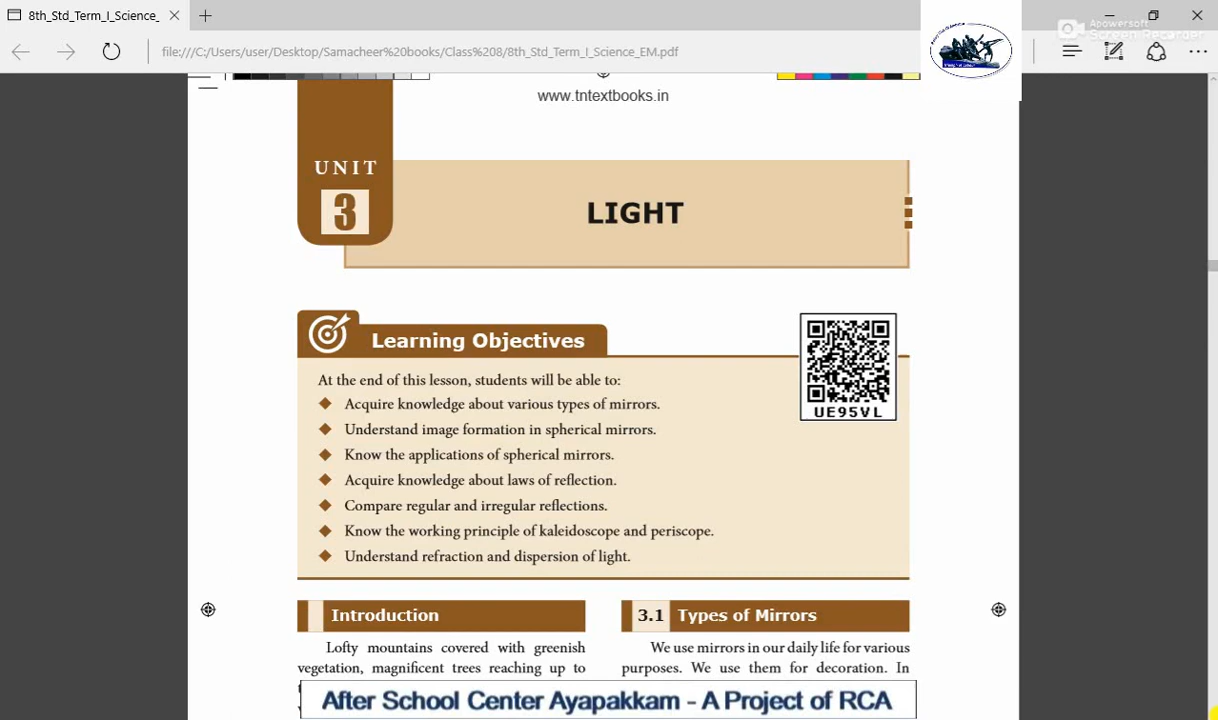 8th_Std_Term_I_Science_
Apowersoft
Screen Recorder
file:///C:/Users/user/Desktop/Samacheer%20books/Class%208/8th_Std_Term_I_Science_EM.pdf
www.tntextbooks.in
UNIT
3
LIGHT
Learning Objectives
UE95VL
At the end of this lesson, students will be able to:
Acquire knowledge about various types of mirrors.
Understand image formation in spherical mirrors.
Know the applications of spherical mirrors.
Acquire knowledge about laws of reflection.
Compare regular and irregular reflections.
Know the working principle of kaleidoscope and periscope.
Understand refraction and dispersion of light.
Introduction
Lofty mountains covered with greenish
vegetation, magnificent trees reaching up to
3.1 Types of Mirrors
We use mirrors in our daily life for various
purposes. We use them for decoration. In
After School Center Ayapakkam - A Project of RCA